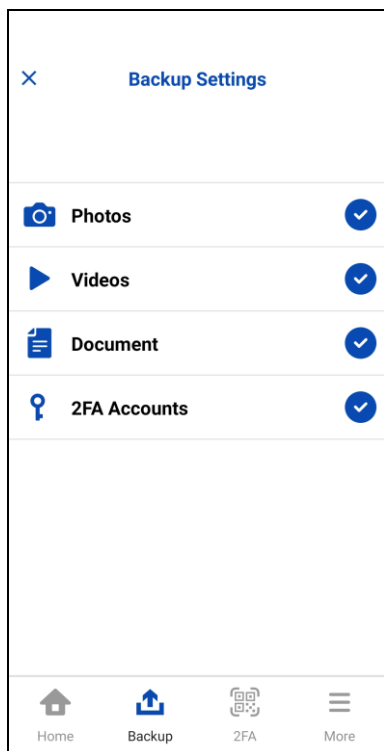 Backup Settings
Photos
Videos
Document
2FA Accounts
Home Backup 2FA More